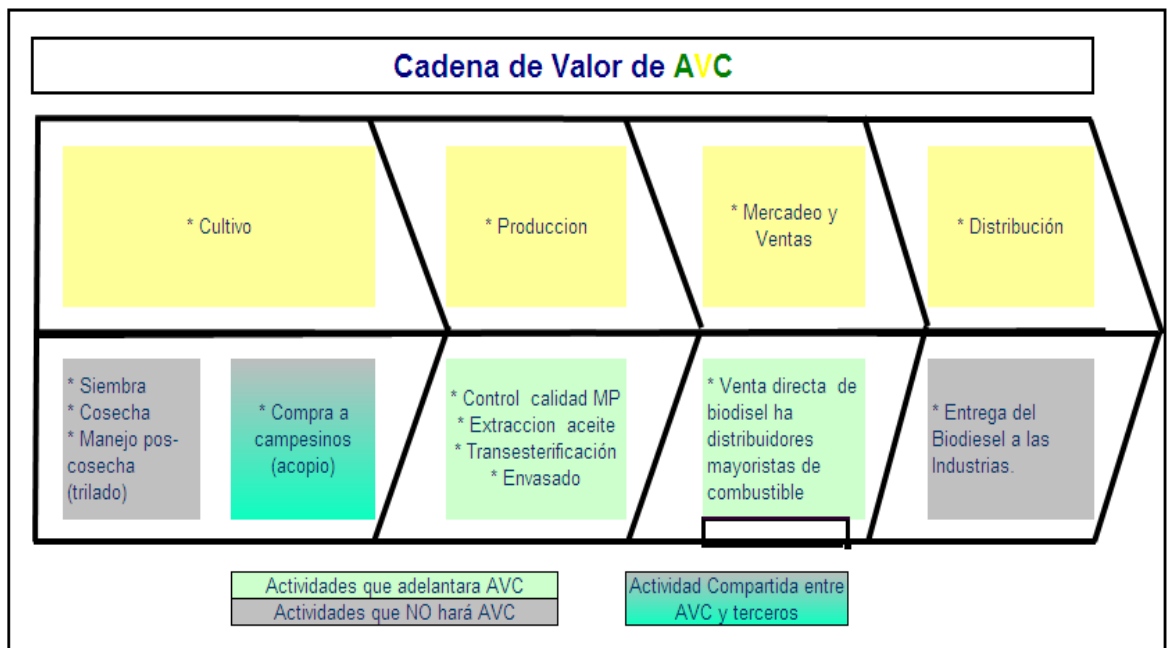 Cadena de Valor de AVC
* Cultivo
* Produccion
* Mercadeo y
Ventas
* Distribución
* Siembra
* Cosecha
* Manejo pos-
cosecha
(trilado)
* Compra a
campesinos
(acopio)
* Control calidad MP
* Extraccion aceite
* Transesterificación
* Envasado
* Venta directa de
biodisel ha
distribuidores
mayoristas de
combustible
* Entrega del
Biodiesel a las
Industrias.
Actividades que adelantara AVC
Actividades que NO hará AVC
Actividad Compartida entre
AVC y terceros